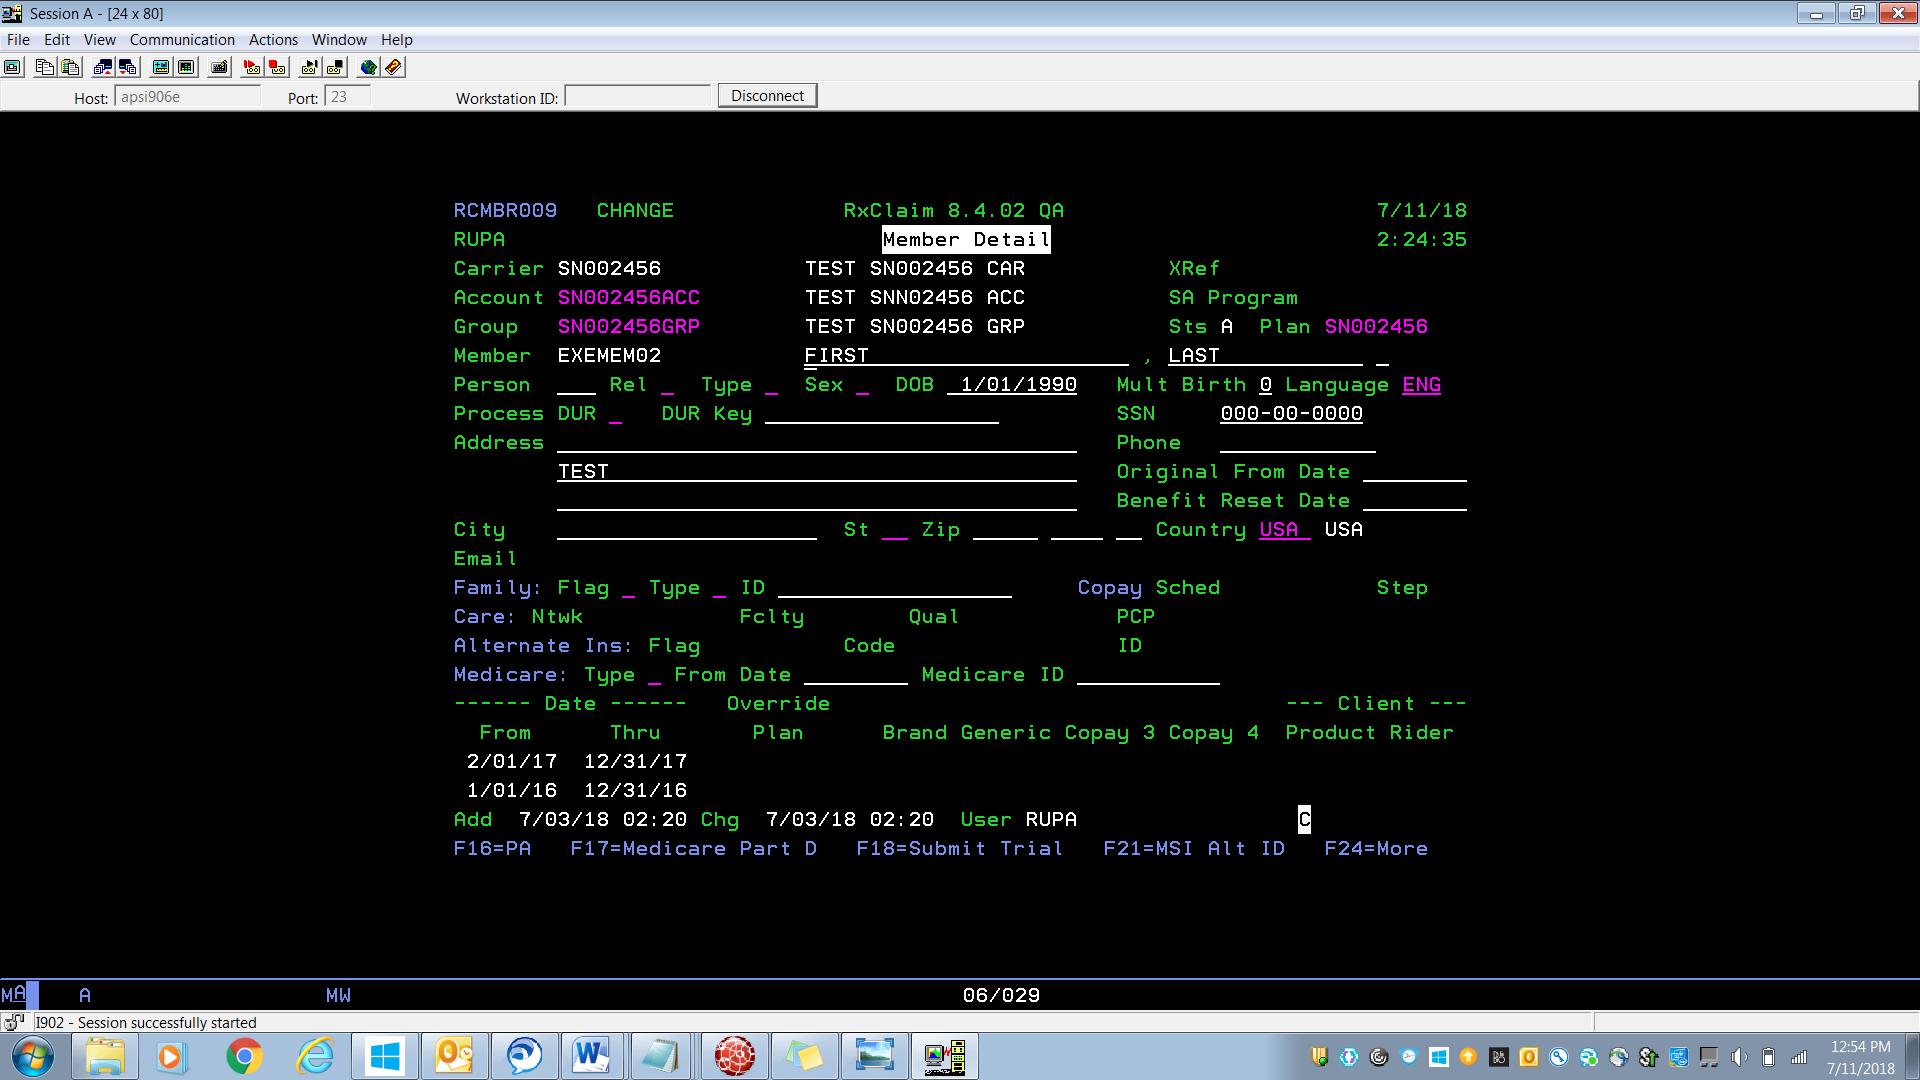 Session A - [24 x 80]
File Edit View Communication Actions Window Help
Host: apsi906e Port: 23 Workstation ID: Disconnect
RCMBR009 CHANGE RxClaim 8.4.02 QA 7/11/18
RUPA Member Detail 2:24:35
Carrier SN002456 TEST SN002456 CAR XRef
Account SN002456ACC TEST SNN02456 ACC SA Program
Group SN002456GRP TEST SN002456 GRP Sts A Plan SN002456
Member EXEMEM02 FIRST , LAST
Person Rel Type Sex DOB 1/01/1990 Mult Birth 0 Language ENG
Process DUR DUR Key SSN 000-00-0000
Address Phone
TEST Original From Date
Benefit Reset Date
City St Zip Country USA USA
Email
Family: Flag Type ID Copay Sched Step
Care: Ntwk Fclty Qual PCP
Alternate Ins: Flag Code ID
Medicare: Type From Date Medicare ID
------ Date ------ Override --- Client ---
From Thru Plan Brand Generic Copay 3 Copay 4 Product Rider
2/01/17 12/31/17
1/01/16 12/31/16
Add 7/03/18 02:20 Chg 7/03/18 02:20 User RUPA C
F16=PA F17=Medicare Part D F18=Submit Trial F21=MSI Alt ID F24=More
MA A MW 06/029
I902 - Session successfully started
12:54 PM
7/11/2018